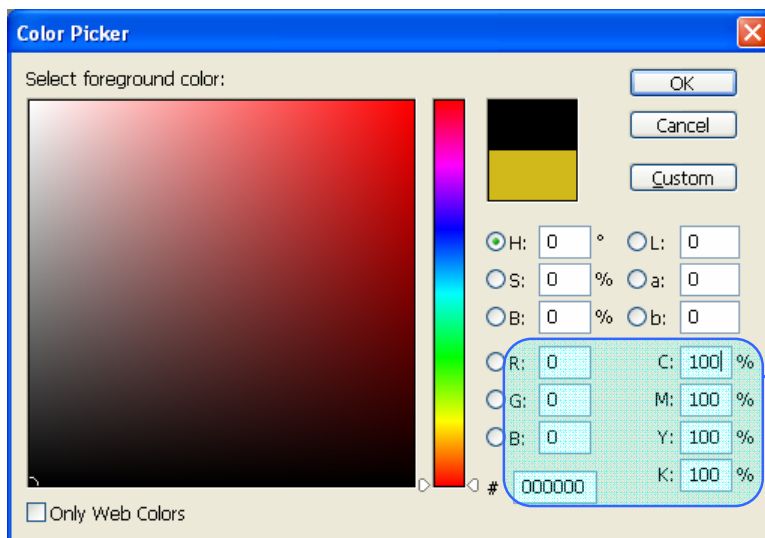 Color Picker
Select foreground color:
OK
Cancel
Custom
H: 0 ° L: 0
S: 0 % a: 0
B: 0 % b: 0
R: 0 C: 100 %
G: 0 M: 100 %
B: 0 Y: 100 %
# 000000 K: 100 %
Only Web Colors